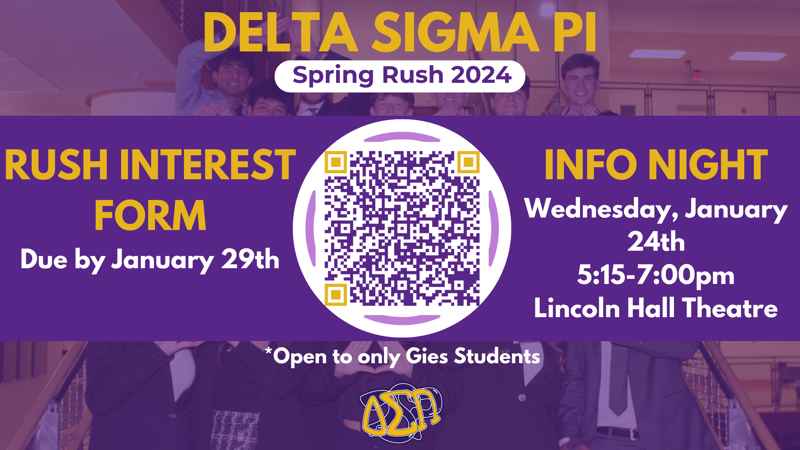 DELTA SIGMA PI
Spring Rush 2024
RUSH INTEREST
FORM
Due by January 29th
INFO NIGHT
Wednesday, January
24th
5:15-7:00pm
Lincoln Hall Theatre
*Open to only Gies Students
ΔΣΠ